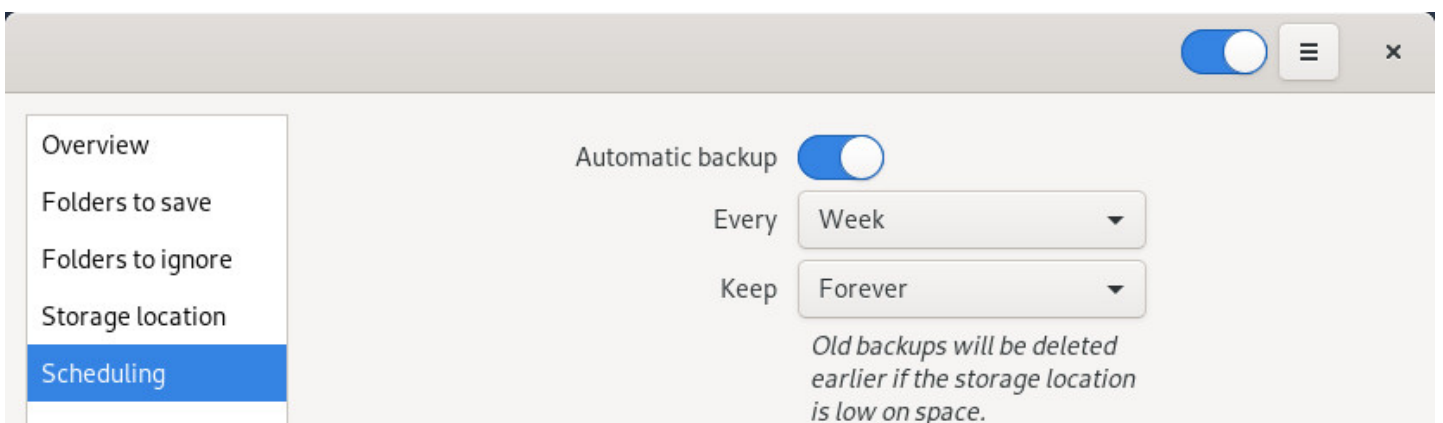 Overview
Folders to save
Folders to ignore
Storage location
Scheduling
Automatic backup
Every Week
Keep Forever
Old backups will be deleted
earlier if the storage location
is low on space.